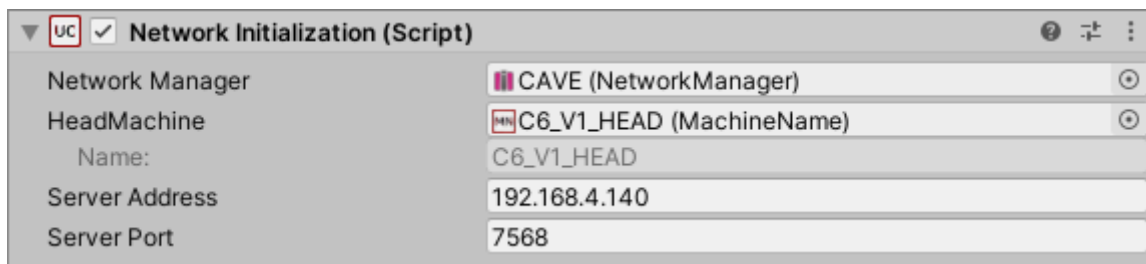 UC Network Initialization (Script)
Network Manager CAVE (NetworkManager)
HeadMachine MN C6_V1_HEAD (MachineName)
Name: C6_V1_HEAD
Server Address 192.168.4.140
Server Port 7568